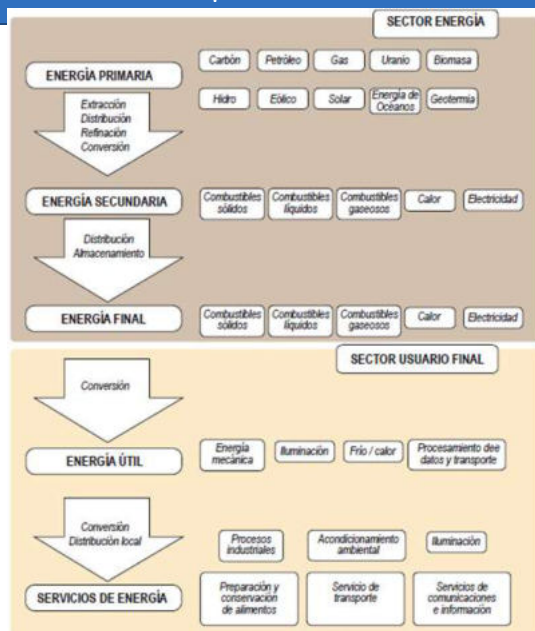 SECTOR ENERGÍA
ENERGÍA PRIMARIA
Carbón Petróleo Gas Uranio Biomasa
Hidro Eólico Solar Energía de Océanos Geotermia
Extracción
Distribución
Refinación
Conversión
ENERGÍA SECUNDARIA
Combustibles sólidos
Combustibles líquidos
Combustibles gaseosos
Calor
Electricidad
Distribución
Almacenamiento
ENERGÍA FINAL
Combustibles sólidos
Combustibles líquidos
Combustibles gaseosos
Calor
Electricidad
SECTOR USUARIO FINAL
Conversión
ENERGÍA ÚTIL
Energía mecánica
Iluminación
Frío / calor
Procesamiento dee datos y transporte
Conversión
Distribución local
Procesos industriales
Acondicionamiento ambiental
Iluminación
SERVICIOS DE ENERGÍA
Preparación y conservación de alimentos
Servicio de transporte
Servicios de comunicaciones e información